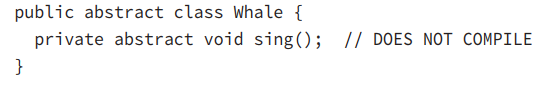 public abstract class Whale {
  private abstract void sing();  // DOES NOT COMPILE
}